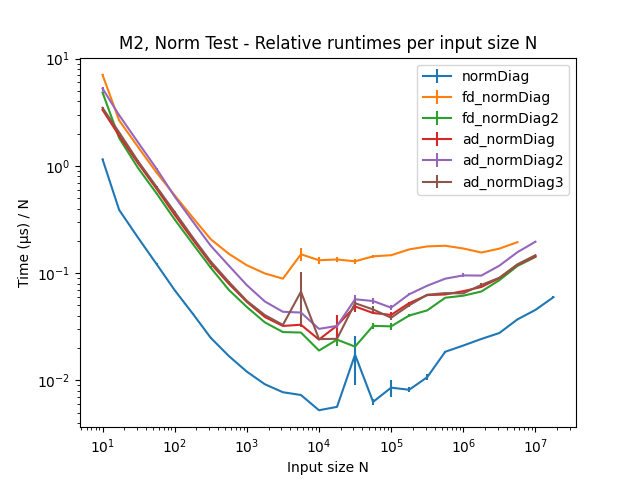 M2, Norm Test - Relative runtimes per input size N
Time (μs) / N
10¹
10⁰
10⁻¹
10⁻²
normDiag
fd_normDiag
fd_normDiag2
ad_normDiag
ad_normDiag2
ad_normDiag3
10¹ 10² 10³ 10⁴ 10⁵ 10⁶ 10⁷
Input size N